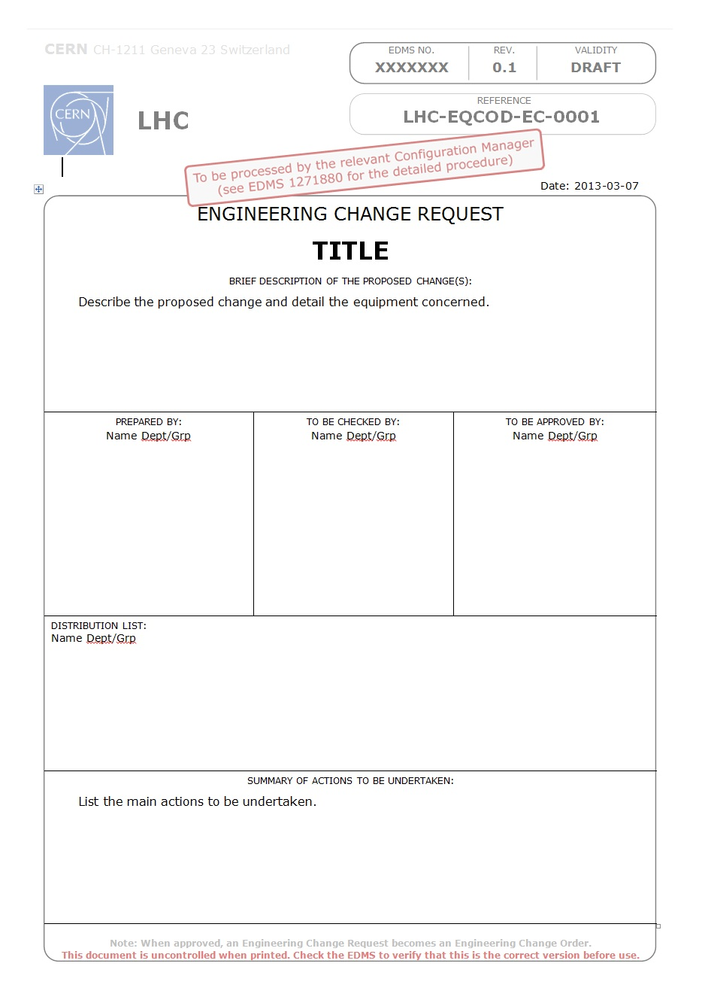 CERN CH-1211 Geneva 23 Switzerland
EDMS NO. REV. VALIDITY
XXXXXXX 0.1 DRAFT
REFERENCE
LHC-EQCOD-EC-0001
CERN
LHC
To be processed by the relevant Configuration Manager
(see EDMS 1271880 for the detailed procedure)
Date: 2013-03-07
ENGINEERING CHANGE REQUEST
TITLE
BRIEF DESCRIPTION OF THE PROPOSED CHANGE(S):
Describe the proposed change and detail the equipment concerned.
PREPARED BY:
Name Dept/Grp
TO BE CHECKED BY:
Name Dept/Grp
TO BE APPROVED BY:
Name Dept/Grp
DISTRIBUTION LIST:
Name Dept/Grp
SUMMARY OF ACTIONS TO BE UNDERTAKEN:
List the main actions to be undertaken.
Note: When approved, an Engineering Change Request becomes an Engineering Change Order.
This document is uncontrolled when printed. Check the EDMS to verify that this is the correct version before use.